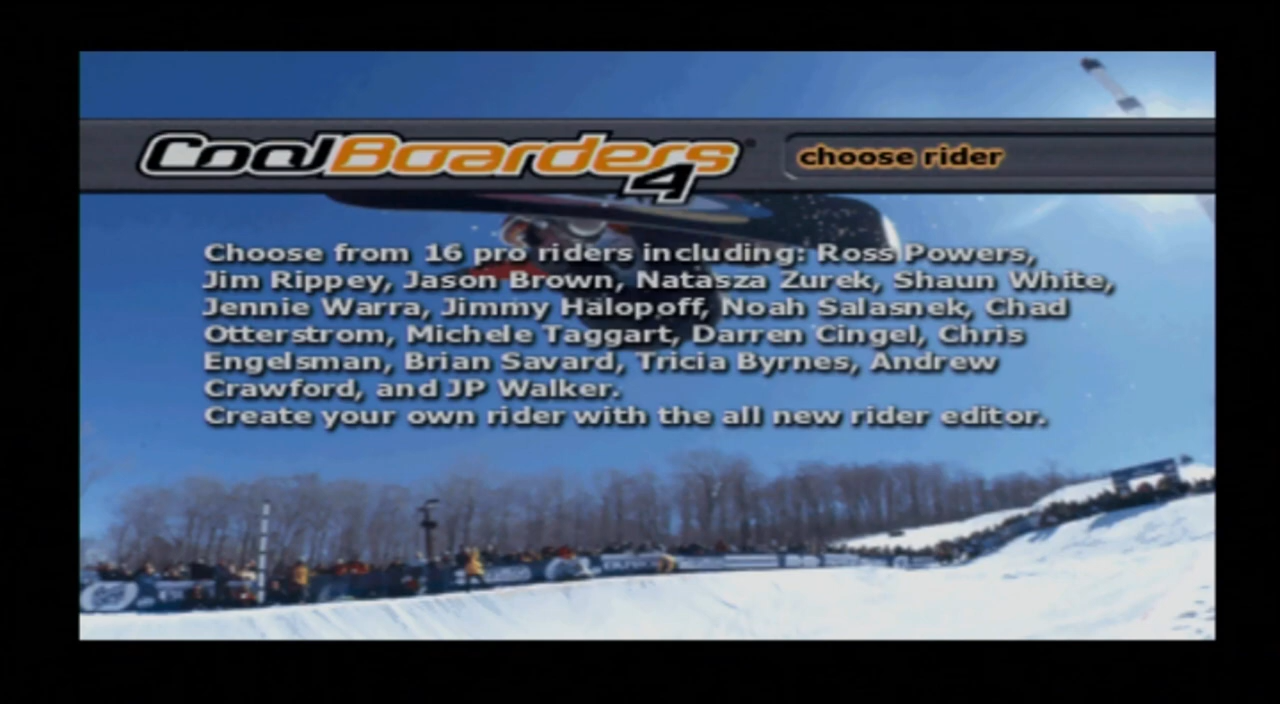 CoolBoarders 4
choose rider
Choose from 16 pro riders including: Ross Powers,
Jim Rippey, Jason Brown, Natasza Zurek, Shaun White,
Jennie Warra, Jimmy Halopoff, Noah Salasnek, Chad
Otterstrom, Michele Taggart, Darren Cingel, Chris
Engelsman, Brian Savard, Tricia Byrnes, Andrew
Crawford, and JP Walker.
Create your own rider with the all new rider editor.